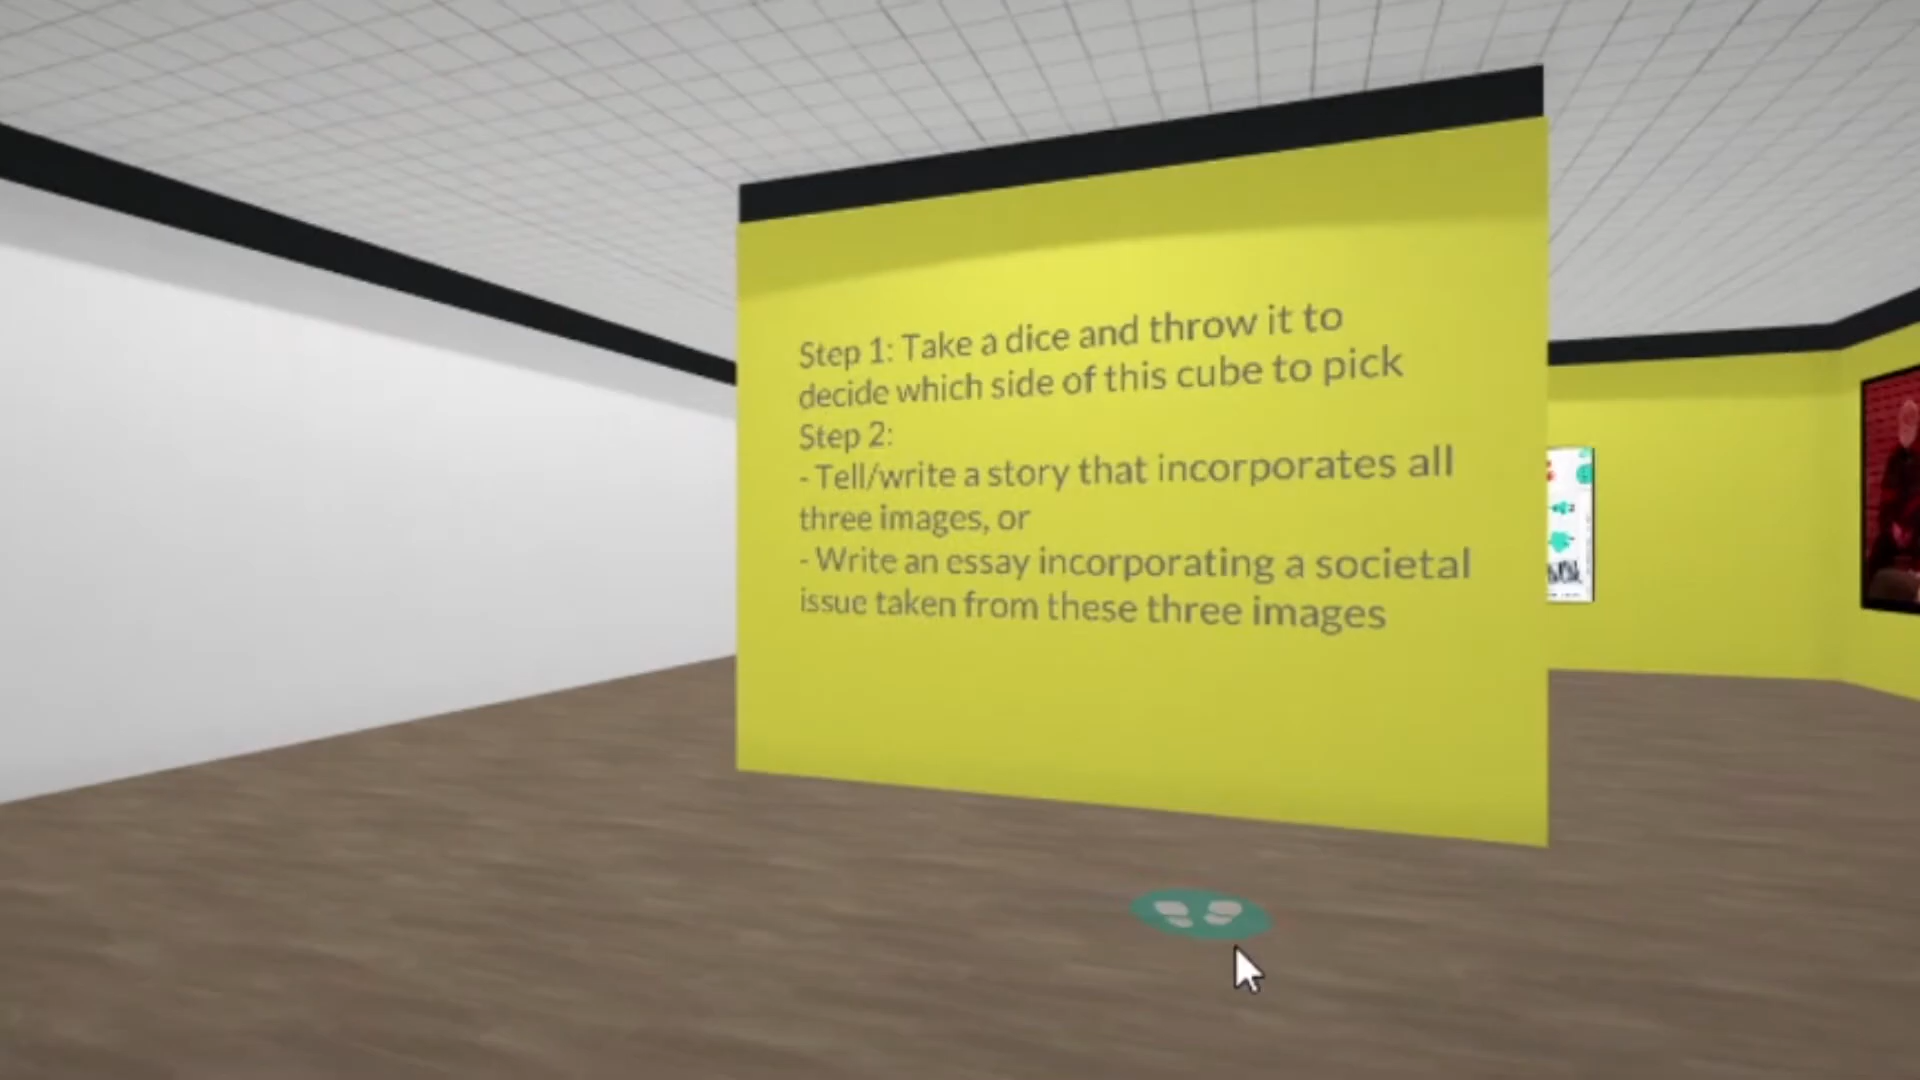 Step 1: Take a dice and throw it to
decide which side of this cube to pick
Step 2:
- Tell/write a story that incorporates all
three images, or
- Write an essay incorporating a societal
issue taken from these three images